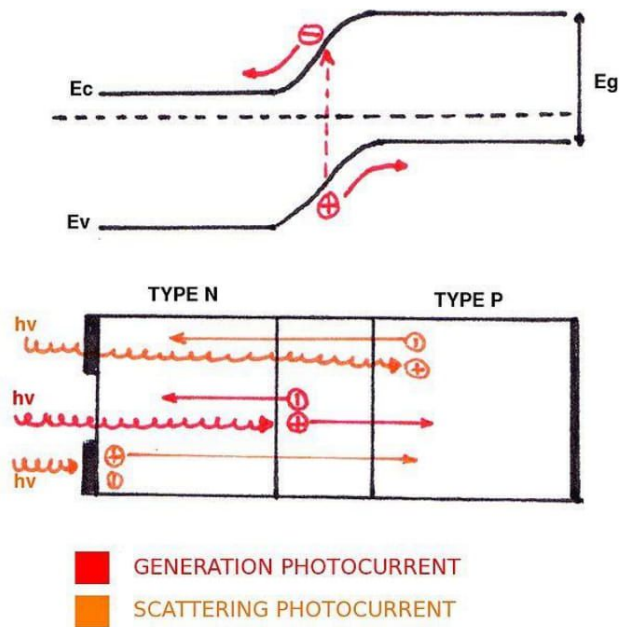 Ec
Eg
Ev
TYPE N
TYPE P
hv
hv
hv
GENERATION PHOTOCURRENT
SCATTERING PHOTOCURRENT